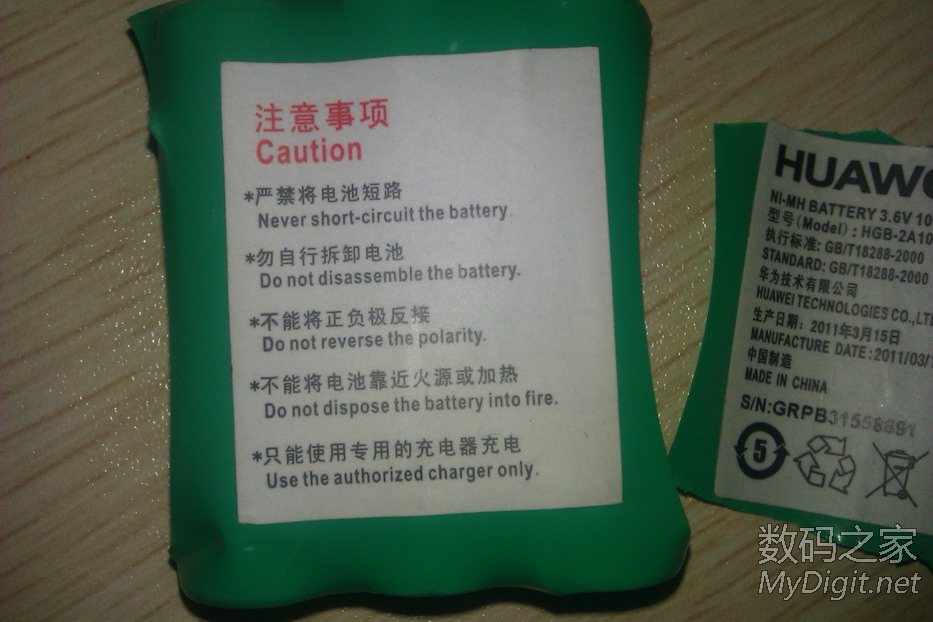 注意事项
Caution
*严禁将电池短路
Never short-circuit the battery.
*勿自行拆卸电池
Do not disassemble the battery.
*不能将正负极反接
Do not reverse the polarity.
*不能将电池靠近火源或加热
Do not dispose the battery into fire.
*只能使用专用的充电器充电
Use the authorized charger only.
HUAW
NI-MH BATTERY 3.6V 10
型号(Model): HGB-2A10
执行标准: GB/T18288-2000
STANDARD: GB/T18288-2000
华为技术有限公司
HUAWEI TECHNOLOGIES CO.,LT
生产日期: 2011年3月15日
MANUFACTURE DATE:2011/03/
中国制造
MADE IN CHINA
S/N:GRPB31558891
5
数码之家
MyDigit.net